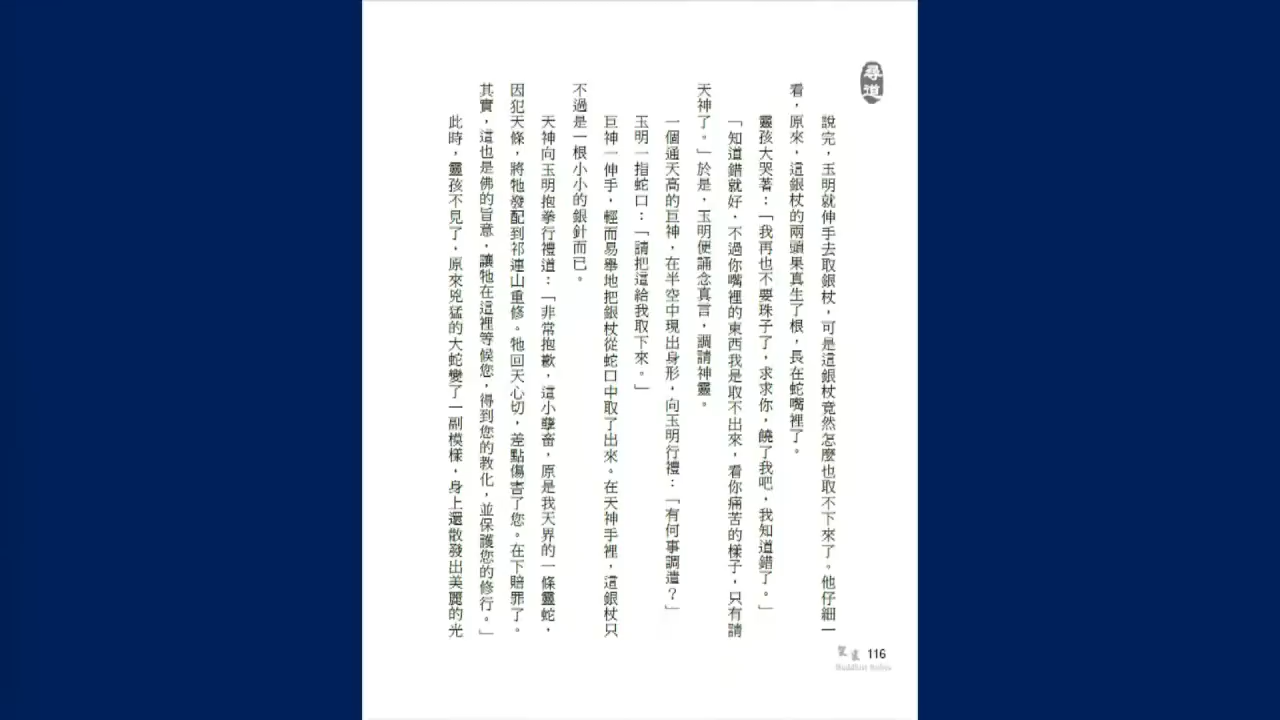 尋道
說完，玉明就伸手去取銀杖，可是這銀杖竟然怎麼也取不下來了。他仔細一
看，原來，這銀杖的兩頭果真生了根，長在蛇嘴裡了。
靈孩大哭著：「我再也不要珠子了，求求你，饒了我吧，我知道錯了。」
「知道錯就好，不過你嘴裡的東西我是取不出來，看你痛苦的樣子，只有請
天神了。」於是，玉明便誦念真言，調請神靈。
一個通天高的巨神，在半空中現出身形，向玉明行禮：「有何事調遣？」
玉明一指蛇口：「請把這給我取下來。」
巨神一伸手，輕而易舉地把銀杖從蛇口中取了出來。在天神手裡，這銀杖只
不過是一根小小的銀針而已。
天神向玉明抱拳行禮道：「非常抱歉，這小孽畜，原是我天界的一條靈蛇，
因犯天條，將牠發配到祁連山重修。牠回天心切，差點傷害了您。在下賠罪了。
其實，這也是佛的旨意，讓牠在這裡等候您，得到您的教化，並保護您的修行。」
此時，靈孩不見了，原來兇猛的大蛇變了一副模樣，身上還散發出美麗的光
116